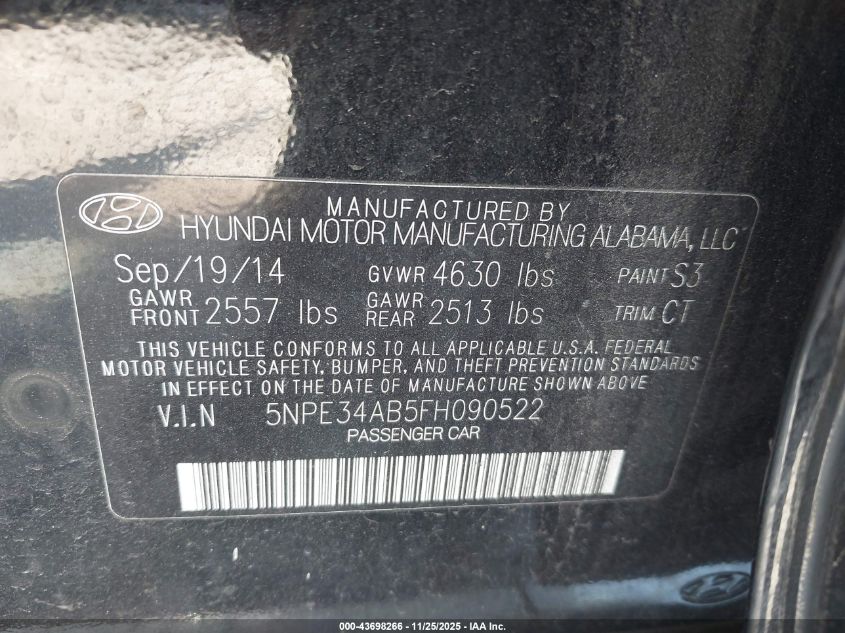 MANUFACTURED BY
HYUNDAI MOTOR MANUFACTURING ALABAMA, LLC
Sep/19/14 GVWR 4630 lbs PAINT S3
GAWR FRONT 2557 lbs GAWR REAR 2513 lbs TRIM CT
THIS VEHICLE CONFORMS TO ALL APPLICABLE U.S.A. FEDERAL
MOTOR VEHICLE SAFETY, BUMPER, AND THEFT PREVENTION STANDARDS
IN EFFECT ON THE DATE OF MANUFACTURE SHOWN ABOVE
V.I.N 5NPE34AB5FH090522
PASSENGER CAR
000-43698266 - 11/25/2025 - IAA Inc.